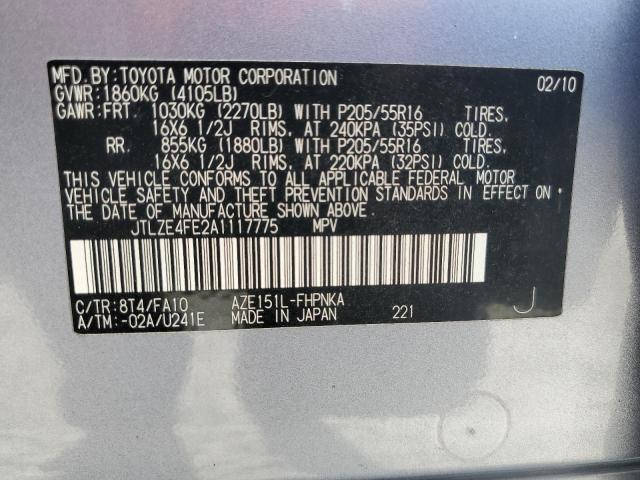 MFD.BY:TOYOTA MOTOR CORPORATION 02/10
GVWR:1860KG (4105LB)
GAWR:FRT 1030KG (2270LB) WITH P205/55R16 TIRES,
16X6 1/2J RIMS, AT 240KPA (35PSI) COLD.
RR. 855KG (1880LB) WITH P205/55R16 TIRES,
16X6 1/2J RIMS, AT 220KPA (32PSI) COLD.
THIS VEHICLE CONFORMS TO ALL APPLICABLE FEDERAL MOTOR
VEHICLE SAFETY AND THEFT PREVENTION STANDARDS IN EFFECT ON
THE DATE OF MANUFACTURE SHOWN ABOVE.
JTLZE4FE2A1117775 MPV
C/TR:8T4/FA10 AZE151L-FHPNKA
A/TM:-02A/U241E MADE IN JAPAN 221 J